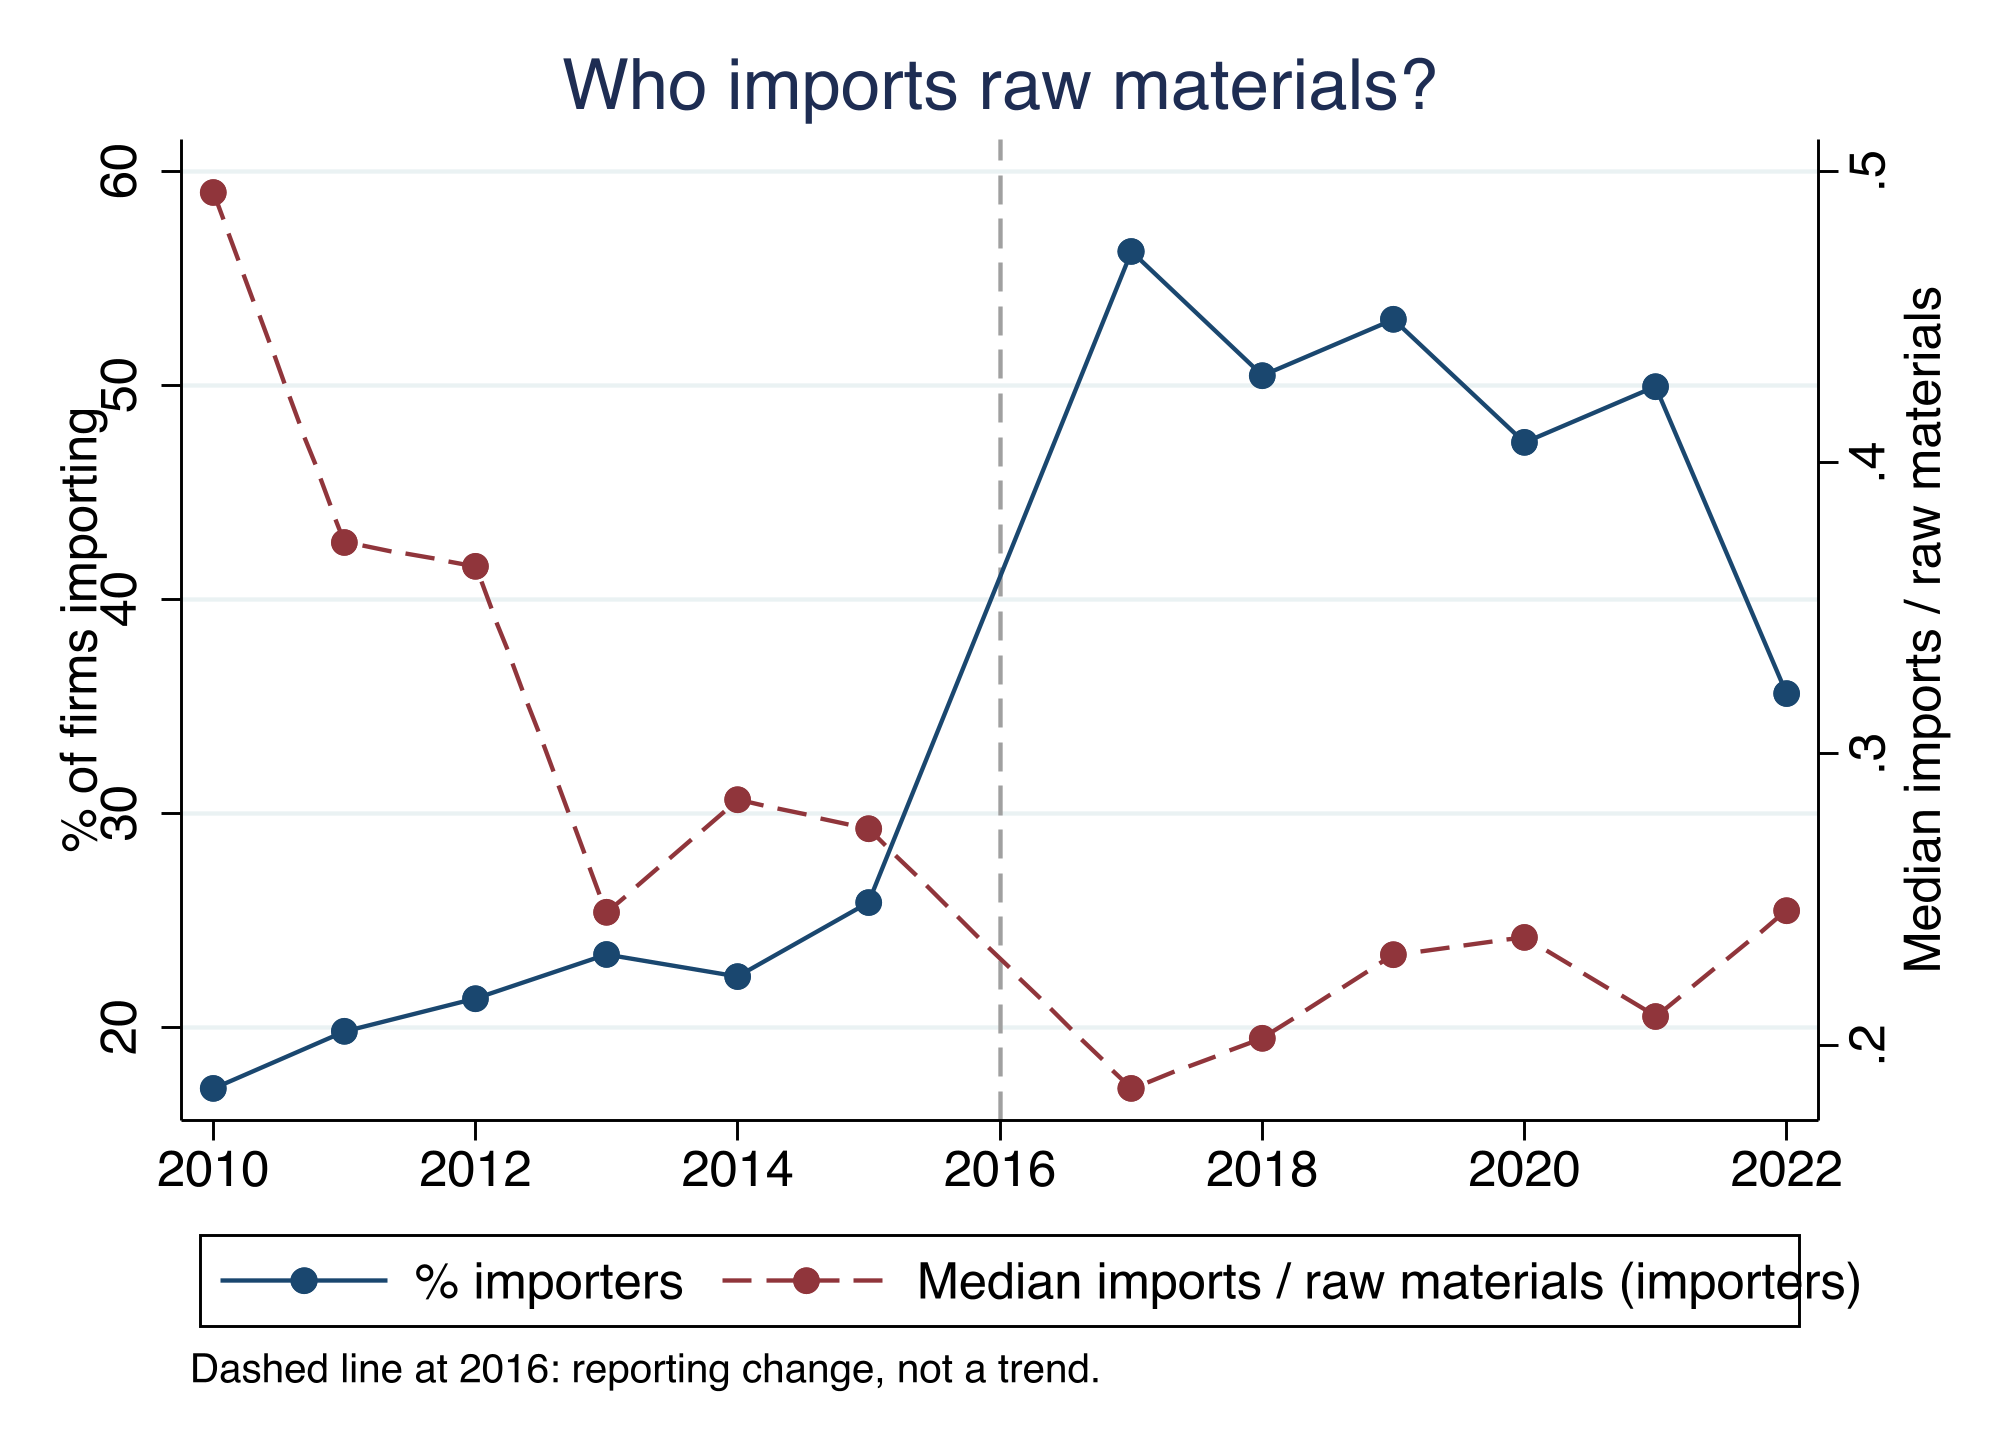 Who imports raw materials?
% of firms importing
60
50
40
30
20
.5
.4
.3
.2
Median imports / raw materials
2010 2012 2014 2016 2018 2020 2022
% importers Median imports / raw materials (importers)
Dashed line at 2016: reporting change, not a trend.